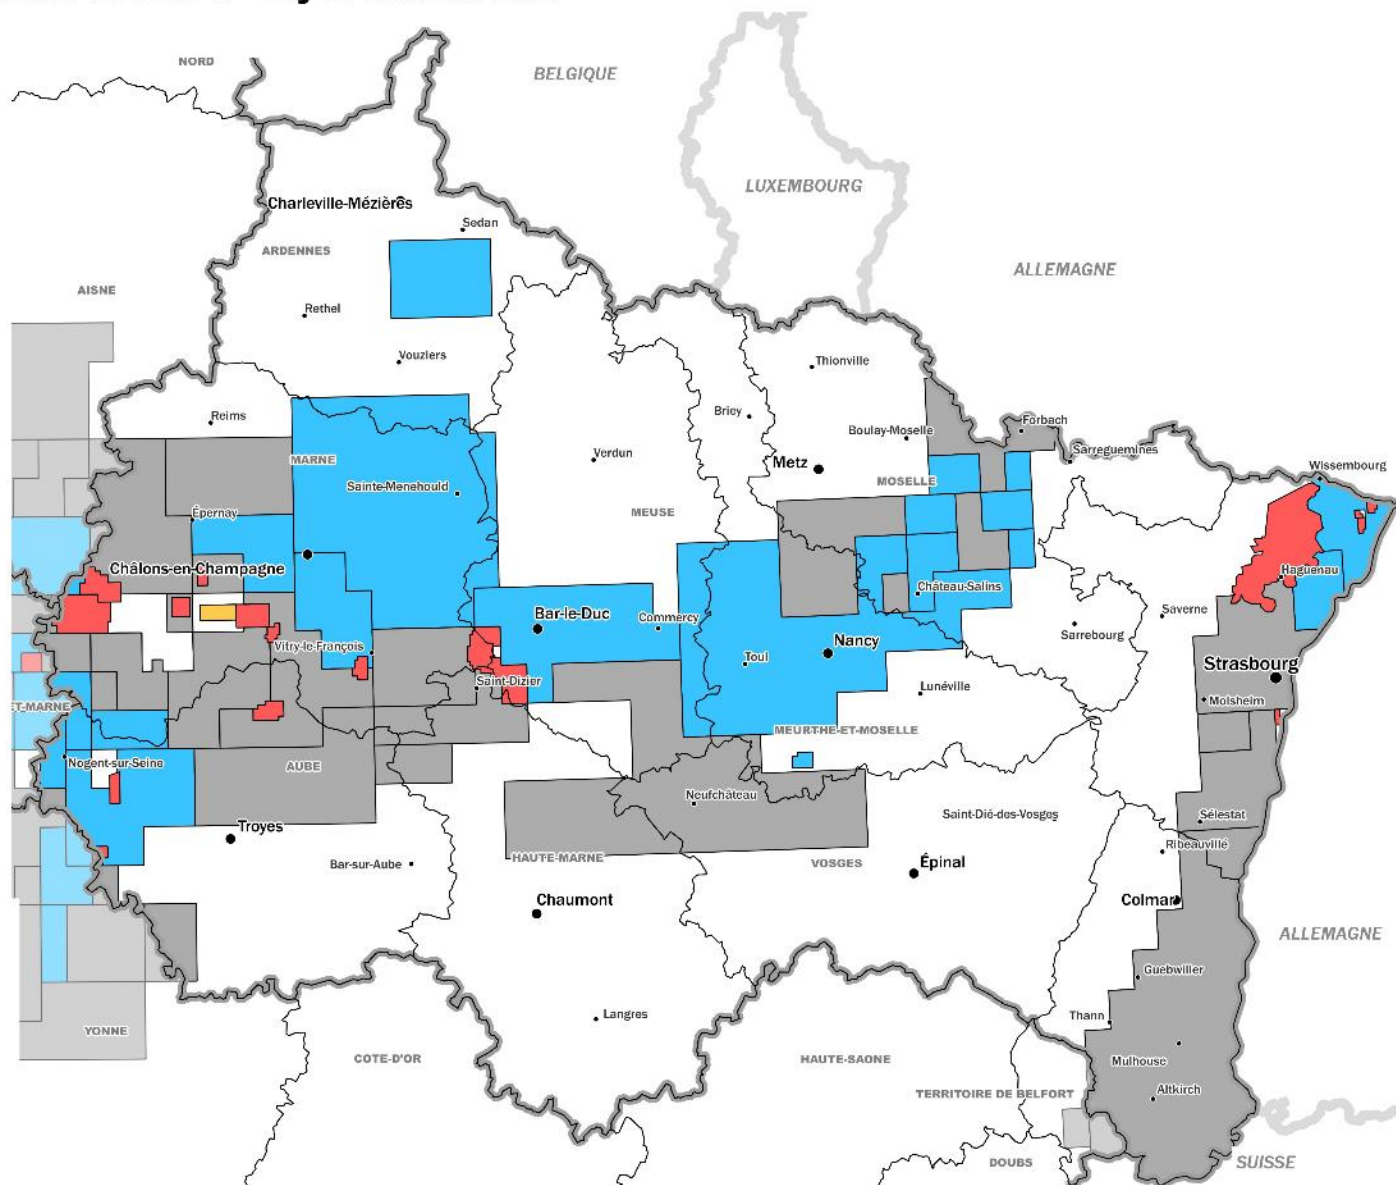 NORD
BELGIQUE
LUXEMBOURG
Charleville-Mézières
Sedan
ARDENNES
ALLEMAGNE
AISNE
Rethel
Vouziers
Thionville
Reims
Briey
Forbach
Boulay-Moselle
Sarreguemines
MARNE
Verdun
Metz
Wissembourg
Sainte-Menehould
MOSELLE
Épernay
MEUSE
Châlons-en-Champagne
Haguenau
Château-Salins
Bar-le-Duc
Commercy
Saverne
Vitry-le-François
Nancy
Sarrebourg
Toul
Strasbourg
Saint-Dizier
Lunéville
Molsheim
ET-MARNE
MEURTHE-ET-MOSELLE
Nogent-sur-Seine
AUBE
Neufchâteau
Saint-Dié-des-Vosges
Sélestat
Troyes
Ribeauvillé
Bar-sur-Aube
HAUTE-MARNE
VOSGES
Épinal
Chaumont
Colmar
ALLEMAGNE
Guebwiller
Langres
Thann
YONNE
COTE-D'OR
HAUTE-SAONE
Mulhouse
TERRITOIRE DE BELFORT
Altkirch
DOUBS
SUISSE